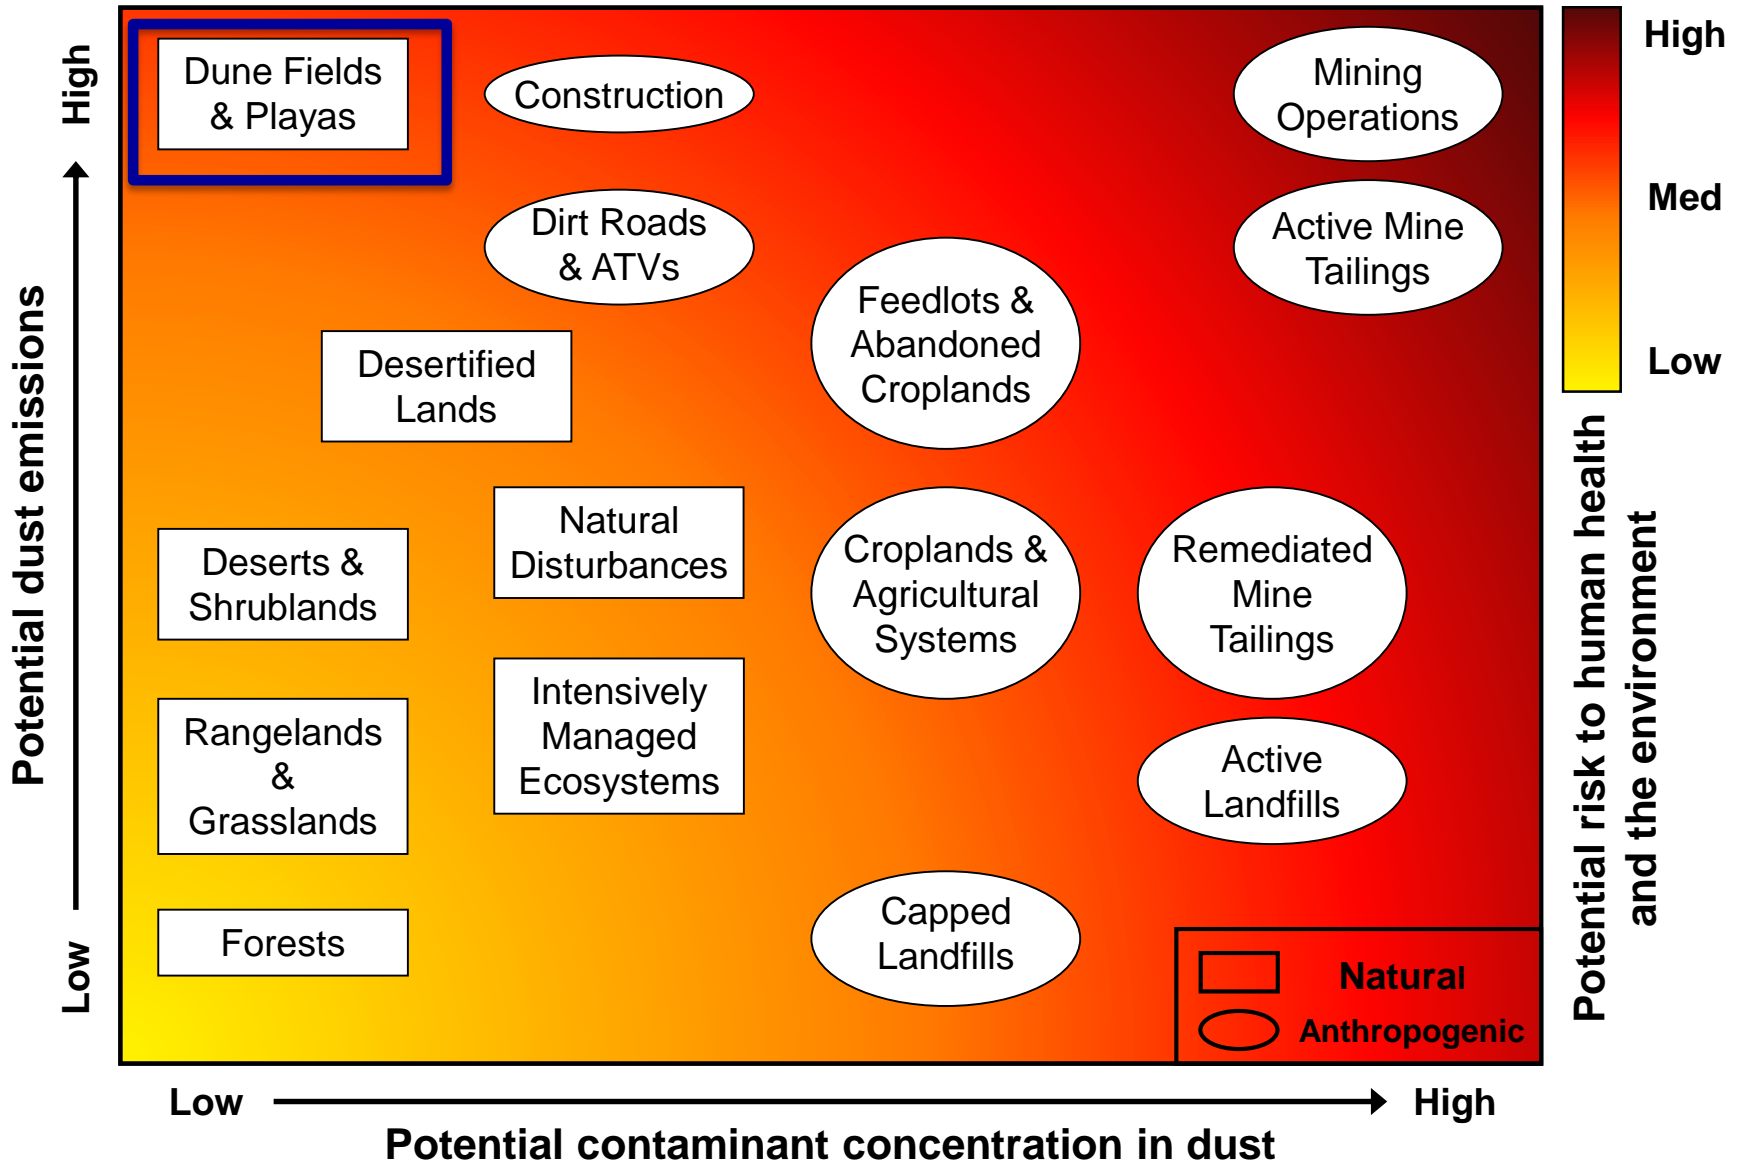 High
Dune Fields
& Playas
Construction
Mining
Operations
High
Dirt Roads
& ATVs
Active Mine
Tailings
Med
Feedlots &
Abandoned
Croplands
Desertified
Lands
Low
Potential dust emissions
Natural
Disturbances
Deserts &
Shrublands
Croplands &
Agricultural
Systems
Remediated
Mine
Tailings
Potential risk to human health
and the environment
Intensively
Managed
Ecosystems
Rangelands
&
Grasslands
Active
Landfills
Forests
Capped
Landfills
Low
Natural
Anthropogenic
Low
High
Potential contaminant concentration in dust